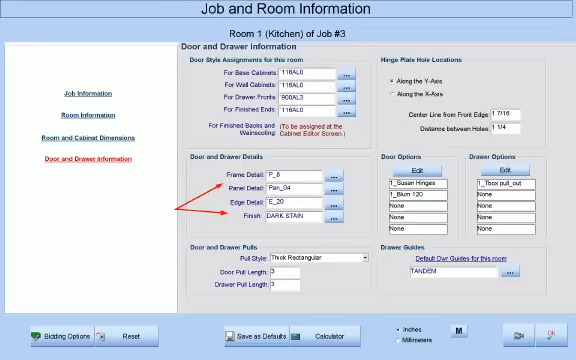 Job and Room Information
Room 1 (Kitchen) of Job #3
Door and Drawer Information
Job Information
Room Information
Room and Cabinet Dimensions
Door and Drawer Information
Door Style Assignments for this room
For Base Cabinets: '116AL0 ...
For Wall Cabinets: '116AL0 ...
For Drawer Fronts: '900AL3 ...
For Finished Ends: '116AL0 ...
For Finished Backs and Wainscoting: (To be assigned at the Cabinet Editor Screen.)
Hinge Plate Hole Locations
Along the Y-Axis
Along the X-Axis
Center Line from Front Edge: 1 7/16
Distance between Holes: 1 1/4
Door and Drawer Details
Frame Detail: 'P_8 ...
Panel Detail: Pan_04 ...
Edge Detail: E_20 ...
Finish: DARK STAIN ...
Door Options
Edit
1_Susan Hinges
1_Blum 120
None
None
None
Drawer Options
Edit
1_Tbox pull_out
None
None
None
None
Door and Drawer Pulls
Pull Style: Thick Rectangular
Door Pull Length: 3
Drawer Pull Length: 3
Drawer Guides
Default Dwr Guides for this room
TANDEM ...
Bidding Options
Reset
Save as Defaults
Calculator
Inches
Millimeters
M
OK